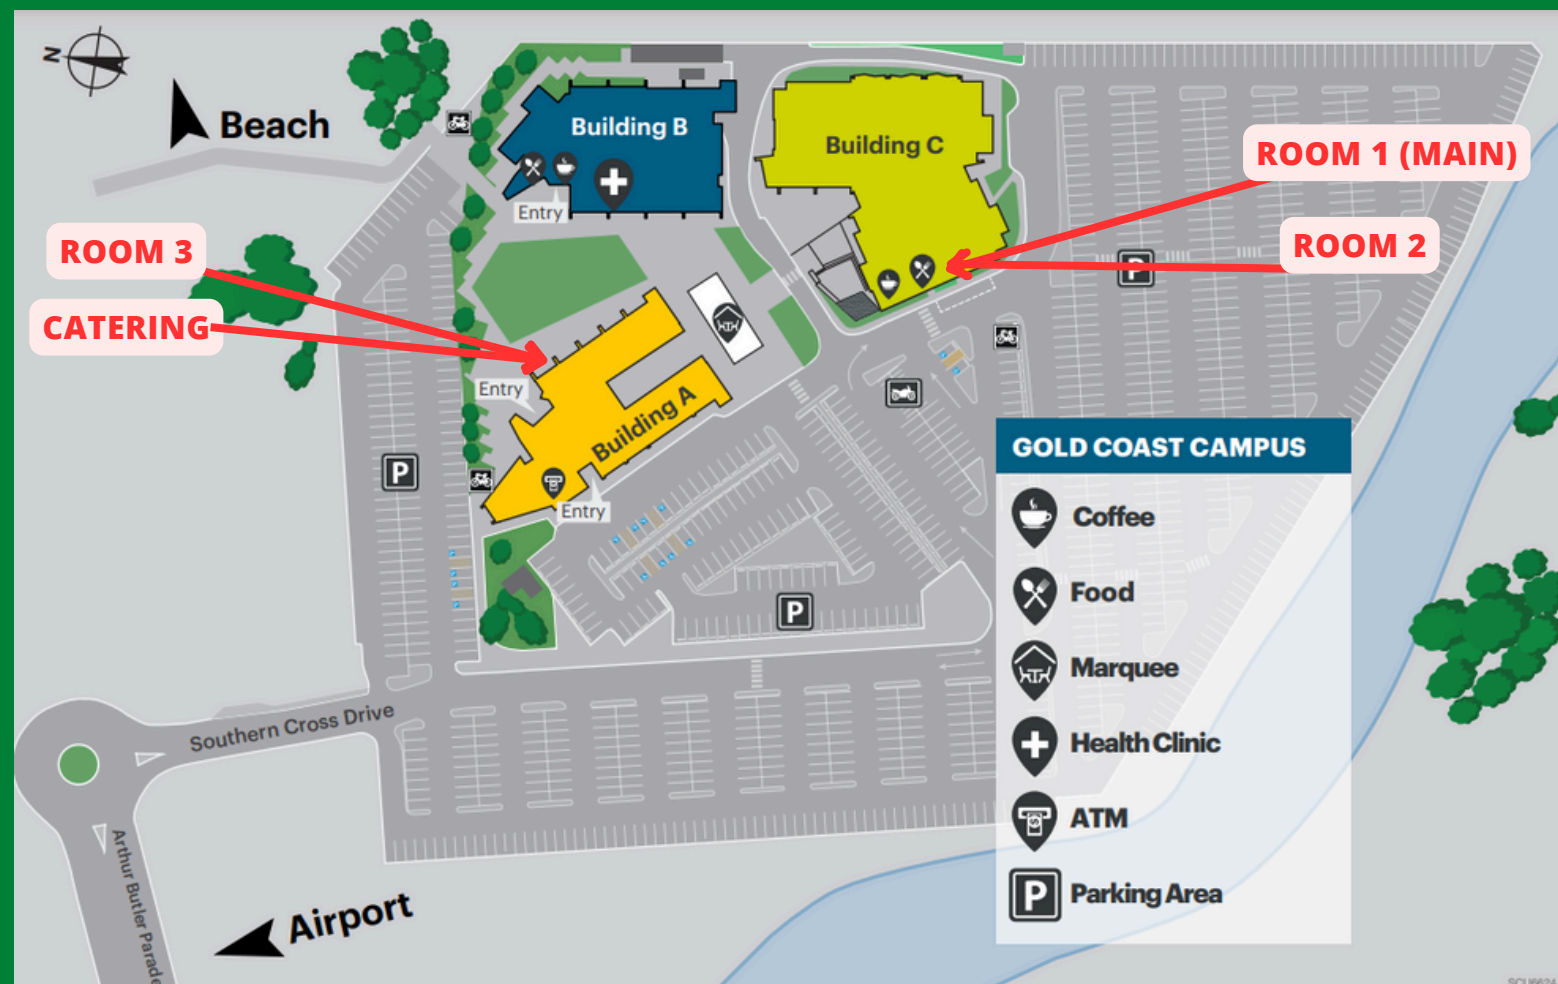 N
Beach
Building B
Entry
Building C
ROOM 1 (MAIN)
ROOM 2
ROOM 3
CATERING
P
Entry
Building A
Entry
P
P
GOLD COAST CAMPUS
Coffee
Food
Marquee
Health Clinic
ATM
P Parking Area
Southern Cross Drive
Arthur Butler Parade
Airport
SCU6624